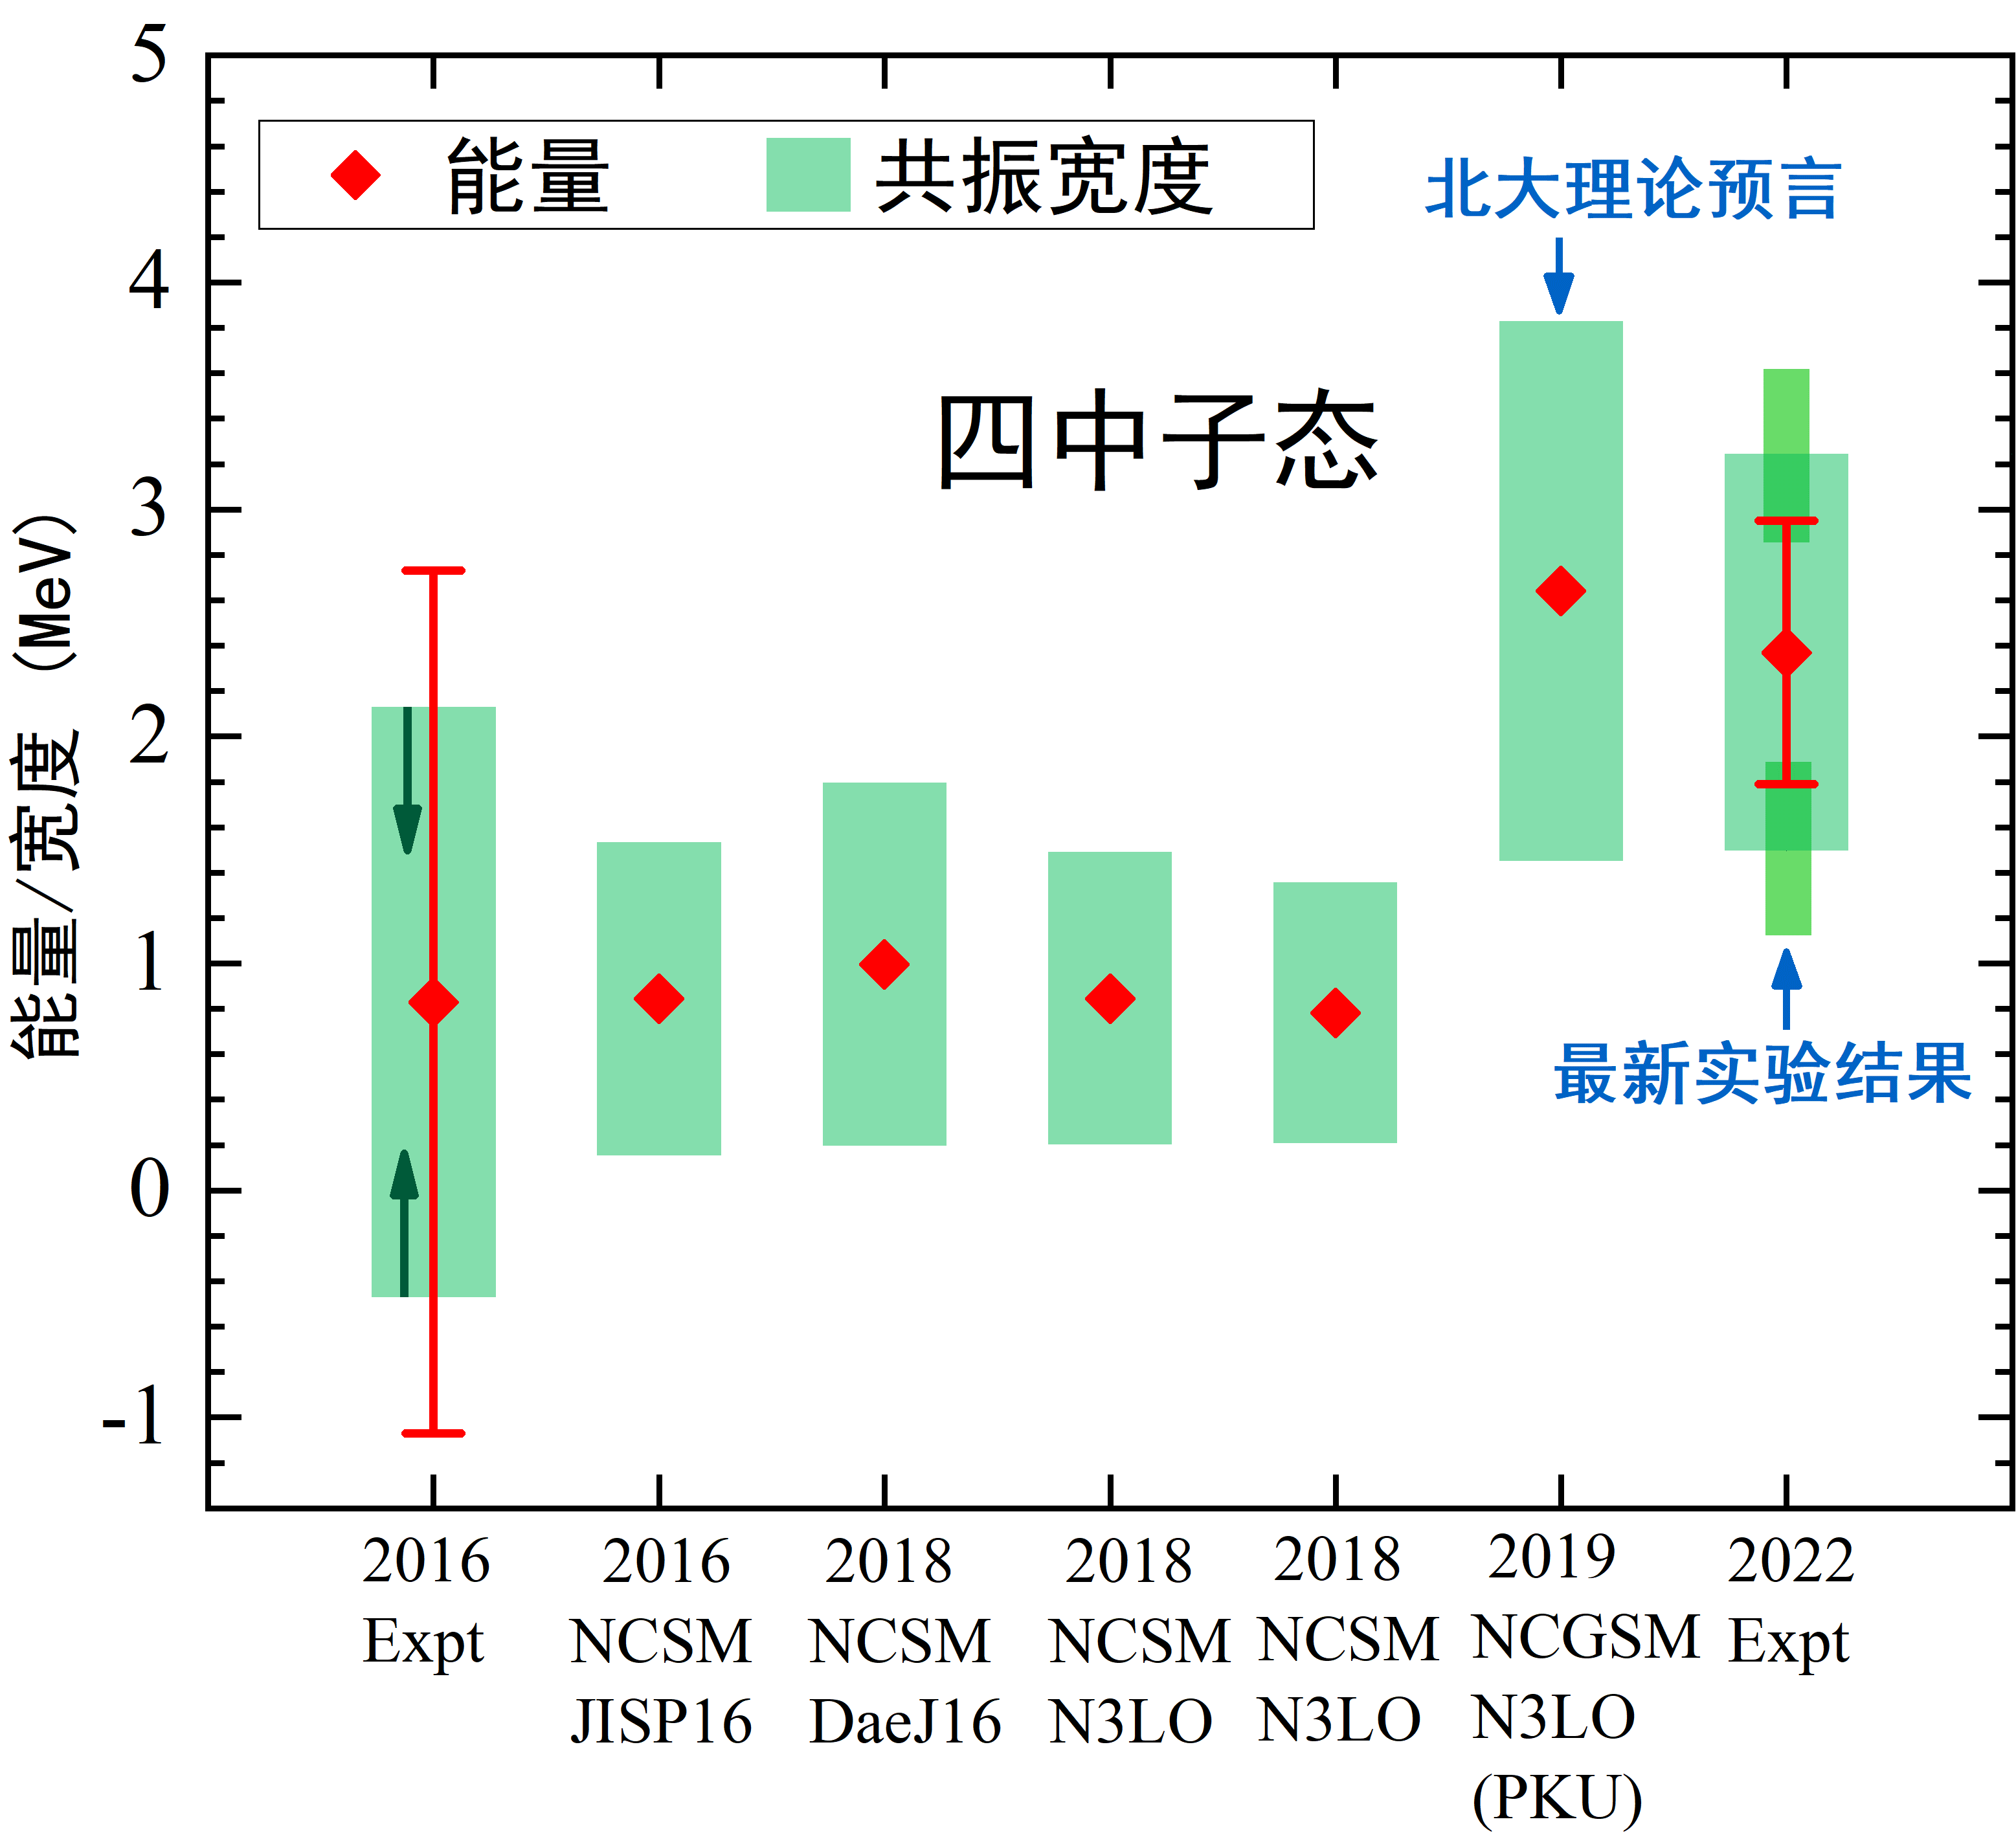 5
4
3
2
1
0
-1
能量/宽度 (MeV)
能量 共振宽度
北大理论预言
四中子态
最新实验结果
2016
Expt
2016
NCSM
JISP16
2018
NCSM
DaeJ16
2018
NCSM
N3LO
2018
NCSM
N3LO
2019
NCGSM
N3LO
(PKU)
2022
Expt